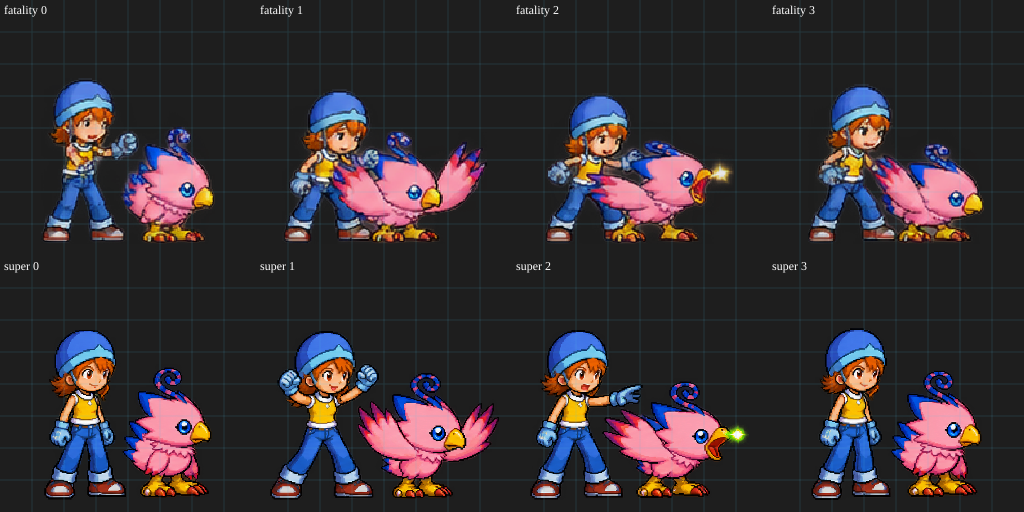 fatality 0
fatality 1
fatality 2
fatality 3
super 0
super 1
super 2
super 3